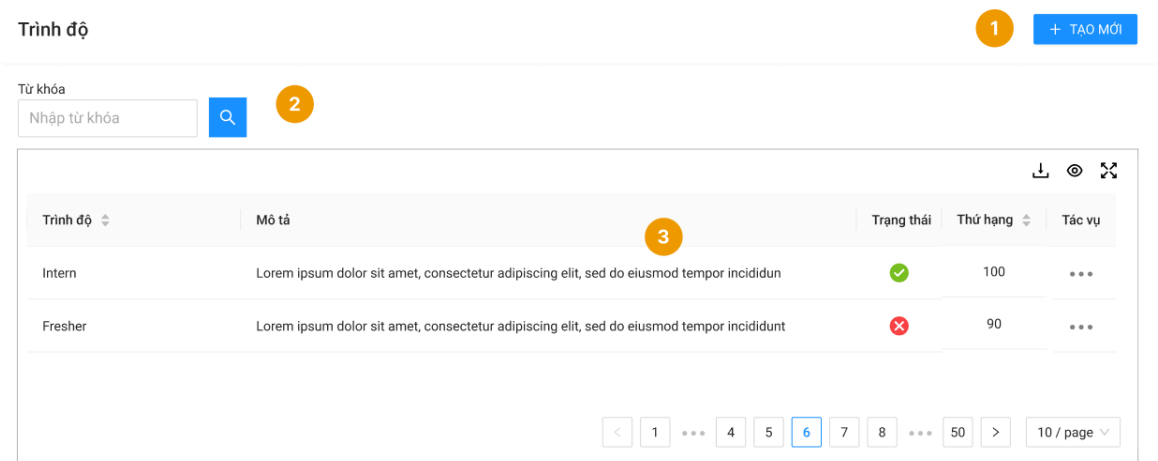 Trình độ
1
+ TẠO MỚI
Từ khóa
Nhập từ khóa
2
Trình độ Mô tả Trạng thái Thứ hạng Tác vụ
3
Intern Lorem ipsum dolor sit amet, consectetur adipiscing elit, sed do eiusmod tempor incididun 100 •••
Fresher Lorem ipsum dolor sit amet, consectetur adipiscing elit, sed do eiusmod tempor incididunt 90 •••
< 1 ••• 4 5 6 7 8 ••• 50 > 10 / page